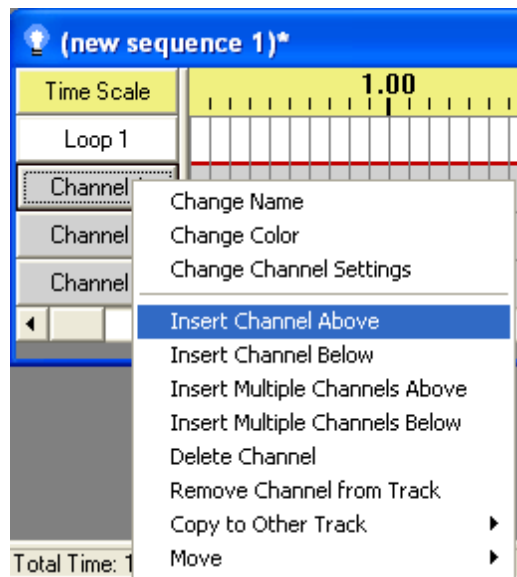 (new sequence 1)*
Time Scale
1.00
Loop 1
Channel
Channel
Channel
Change Name
Change Color
Change Channel Settings
Insert Channel Above
Insert Channel Below
Insert Multiple Channels Above
Insert Multiple Channels Below
Delete Channel
Remove Channel from Track
Copy to Other Track
Move
Total Time: 1